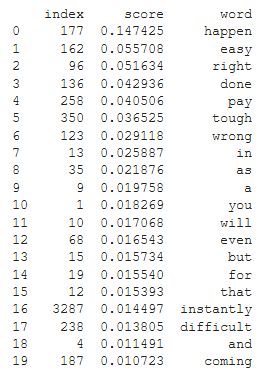 index score word
0 177 0.147425 happen
1 162 0.055708 easy
2 96 0.051634 right
3 136 0.042936 done
4 258 0.040506 pay
5 350 0.036525 tough
6 123 0.029118 wrong
7 13 0.025887 in
8 35 0.021876 as
9 9 0.019758 a
10 1 0.018269 you
11 10 0.017068 will
12 68 0.016543 even
13 15 0.015734 but
14 19 0.015540 for
15 12 0.015393 that
16 3287 0.014497 instantly
17 238 0.013805 difficult
18 4 0.011491 and
19 187 0.010723 coming